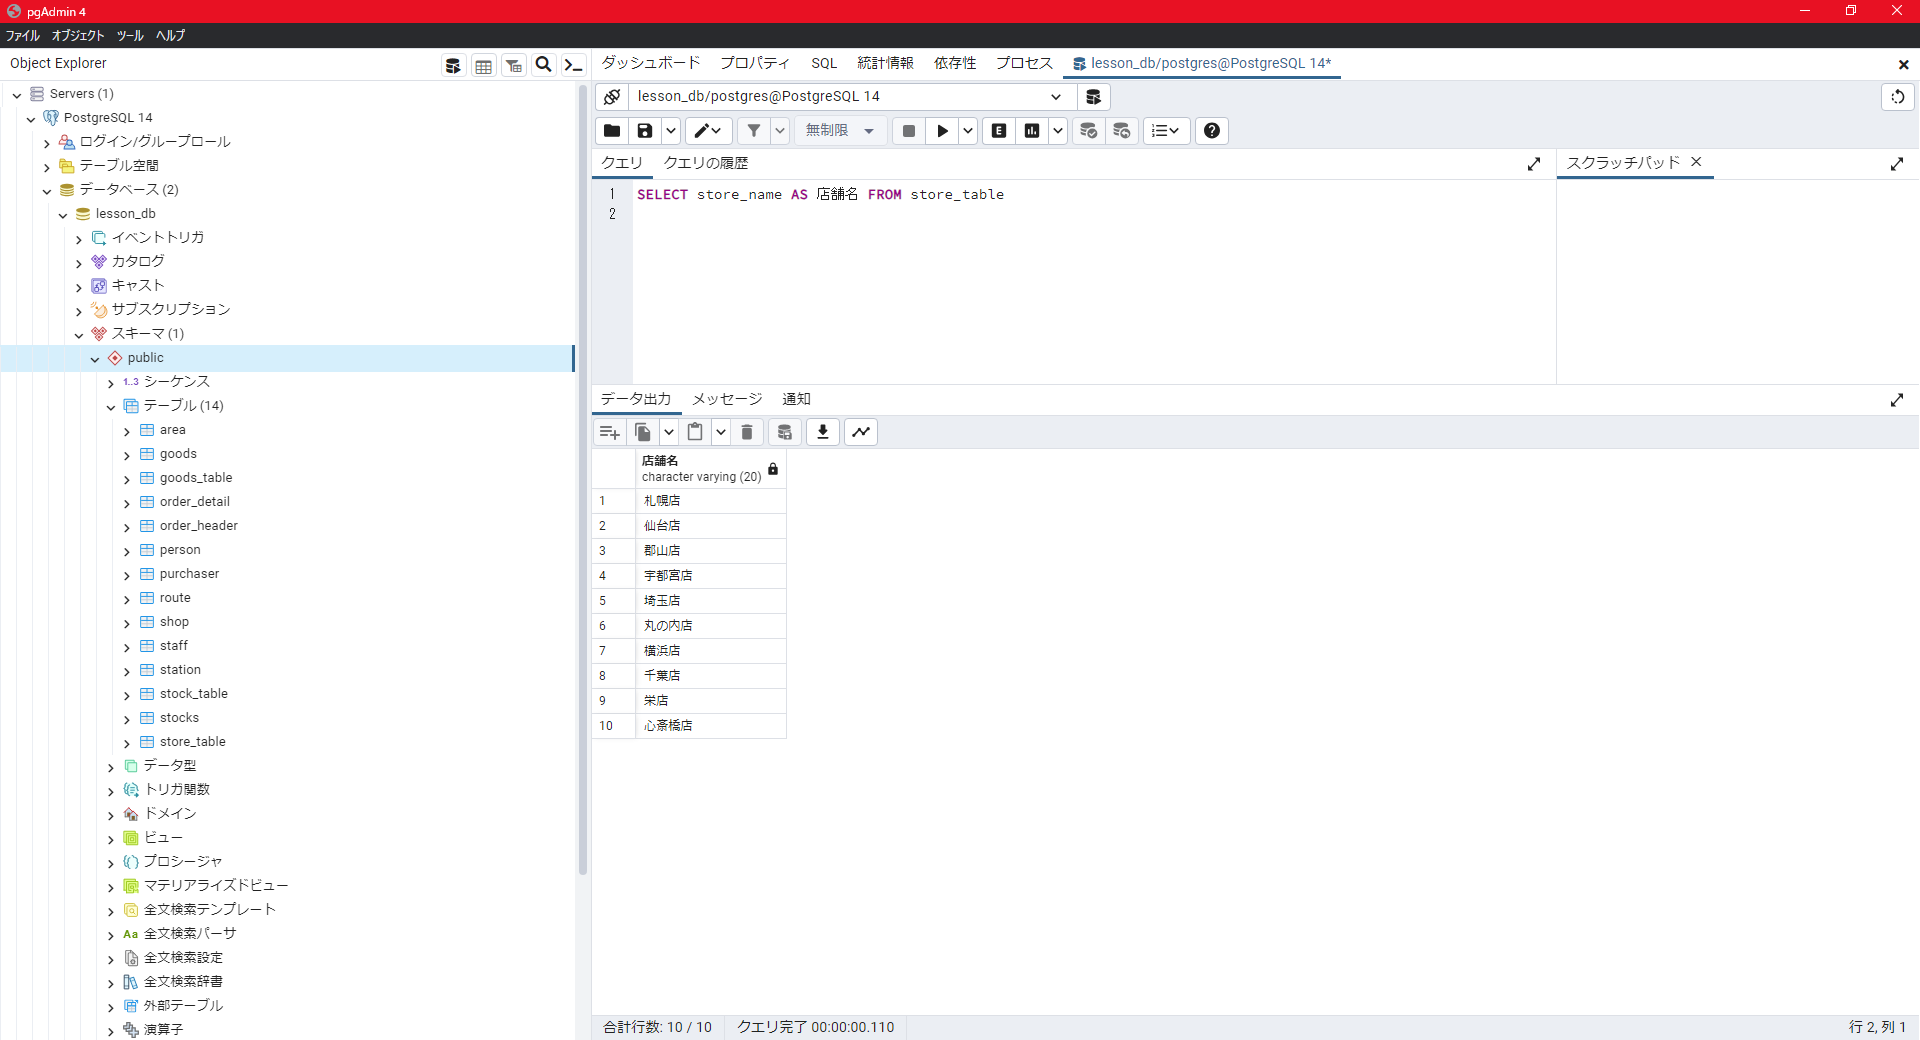 pgAdmin 4
ファイル オブジェクト ツール ヘルプ
Object Explorer
Servers (1)
PostgreSQL 14
ログイン/グループロール
テーブル空間
データベース (2)
lesson_db
イベントトリガ
カタログ
キャスト
サブスクリプション
スキーマ (1)
public
1..3 シーケンス
テーブル (14)
area
goods
goods_table
order_detail
order_header
person
purchaser
route
shop
staff
station
stock_table
stocks
store_table
データ型
トリガ関数
ドメイン
ビュー
プロシージャ
マテリアライズドビュー
全文検索テンプレート
Aa 全文検索パーサ
全文検索設定
全文検索辞書
外部テーブル
演算子
ダッシュボード プロパティ SQL 統計情報 依存性 プロセス lesson_db/postgres@PostgreSQL 14*
lesson_db/postgres@PostgreSQL 14
無制限 E
クエリ クエリの履歴
スクラッチパッド
1 SELECT store_name AS 店舗名 FROM store_table
2
データ出力 メッセージ 通知
店舗名
character varying (20)
1 札幌店
2 仙台店
3 郡山店
4 宇都宮店
5 埼玉店
6 丸の内店
7 横浜店
8 千葉店
9 栄店
10 心斎橋店
合計行数: 10 / 10 クエリ完了 00:00:00.110 行 2, 列 1